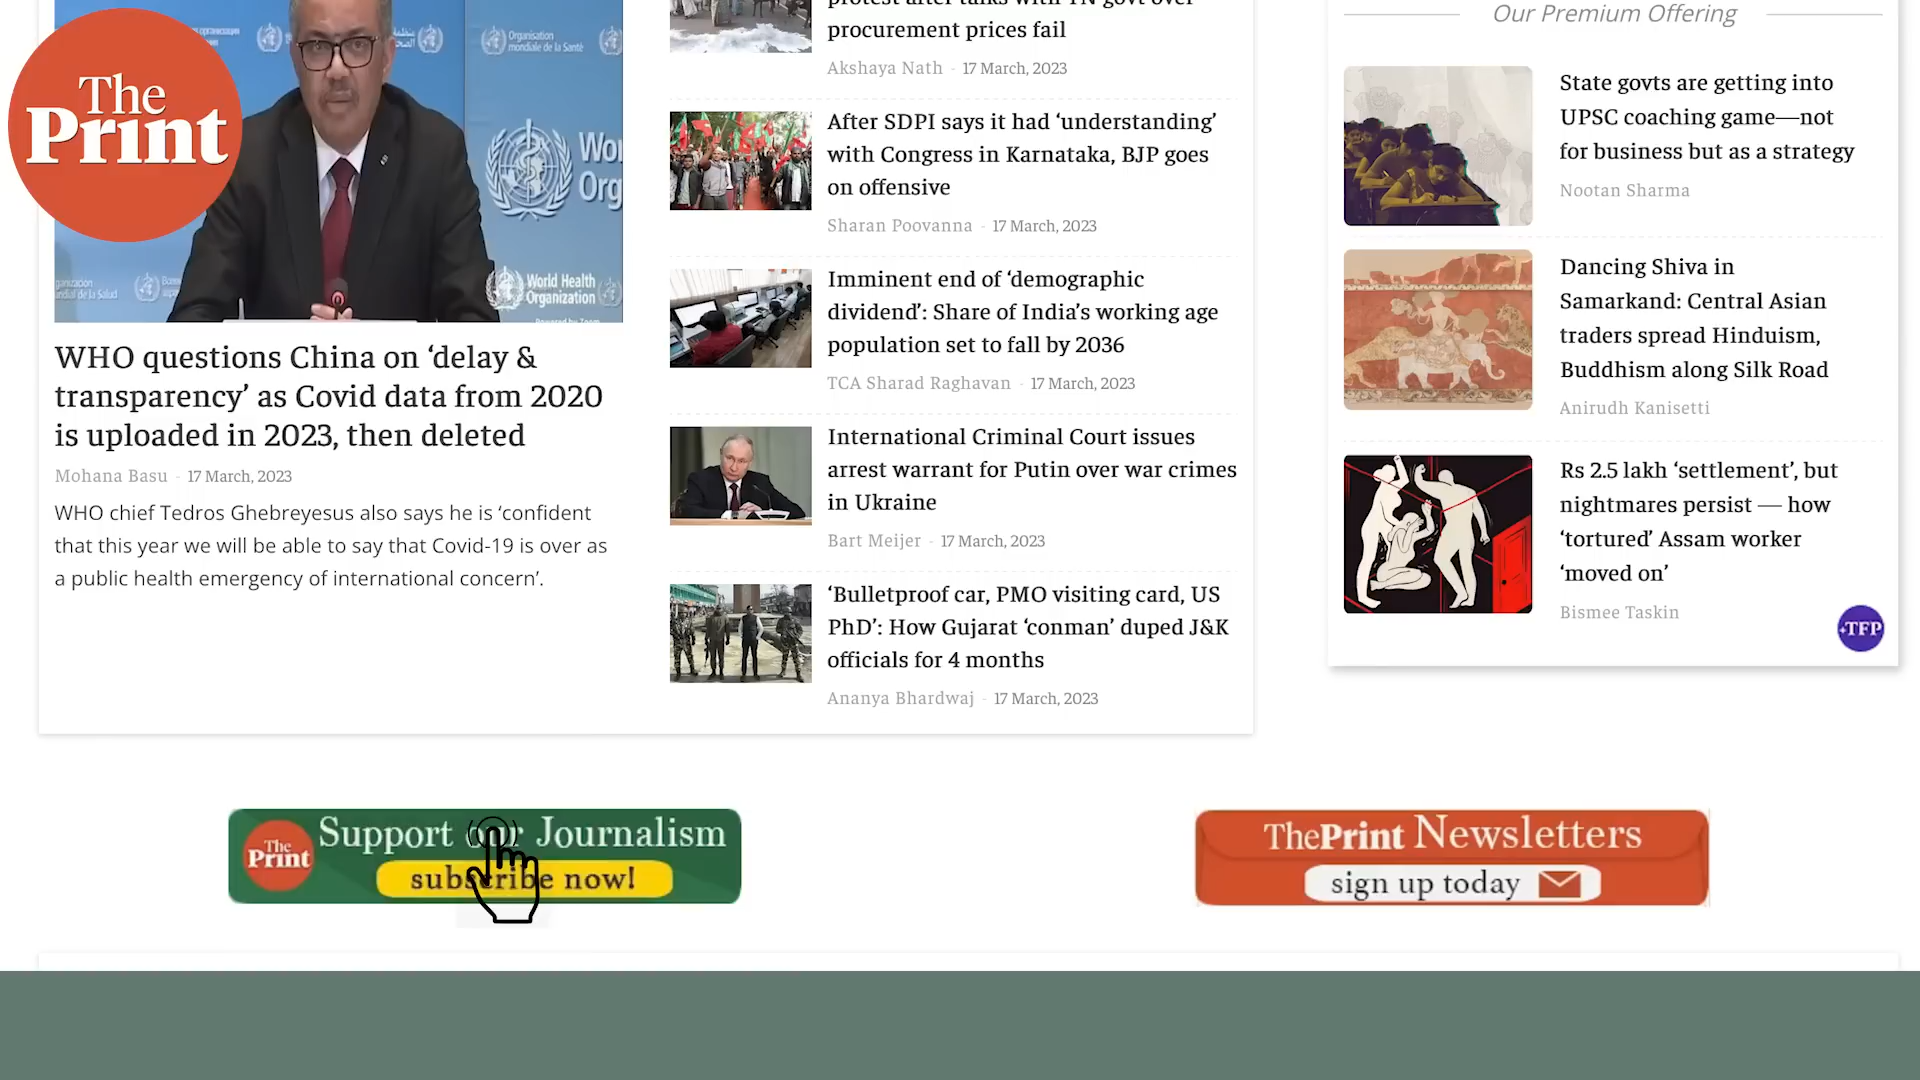 The
Print
WHO questions China on ‘delay &
transparency’ as Covid data from 2020
is uploaded in 2023, then deleted
Mohana Basu - 17 March, 2023
WHO chief Tedros Ghebreyesus also says he is ‘confident
that this year we will be able to say that Covid-19 is over as
a public health emergency of international concern’.
Organisation
mondiale de la Santé
World Health
Organization
protest after talks with TN govt over
procurement prices fail
Akshaya Nath - 17 March, 2023
After SDPI says it had ‘understanding’
with Congress in Karnataka, BJP goes
on offensive
Sharan Poovanna - 17 March, 2023
Imminent end of ‘demographic
dividend’: Share of India’s working age
population set to fall by 2036
TCA Sharad Raghavan - 17 March, 2023
International Criminal Court issues
arrest warrant for Putin over war crimes
in Ukraine
Bart Meijer - 17 March, 2023
‘Bulletproof car, PMO visiting card, US
PhD’: How Gujarat ‘conman’ duped J&K
officials for 4 months
Ananya Bhardwaj - 17 March, 2023
Our Premium Offering
State govts are getting into
UPSC coaching game—not
for business but as a strategy
Nootan Sharma
Dancing Shiva in
Samarkand: Central Asian
traders spread Hinduism,
Buddhism along Silk Road
Anirudh Kanisetti
Rs 2.5 lakh ‘settlement’, but
nightmares persist — how
‘tortured’ Assam worker
‘moved on’
Bismee Taskin
+TFP
The
Print
Support our Journalism
subscribe now!
ThePrint Newsletters
sign up today